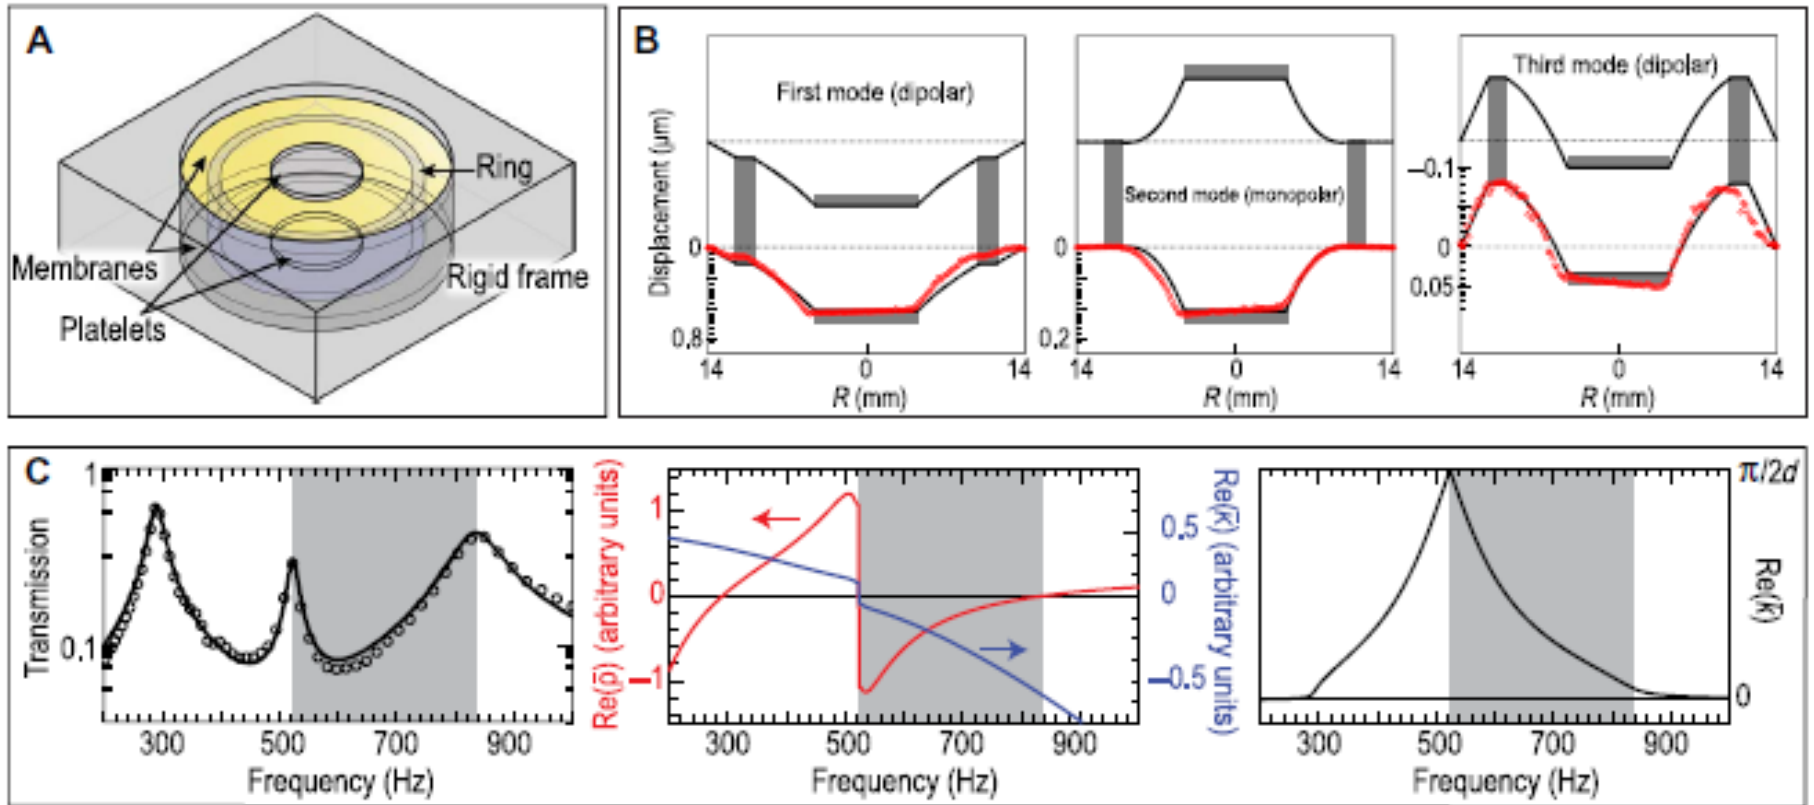 A
Ring
Membranes
Rigid frame
Platelets
B
First mode (dipolar)
Second mode (monopolar)
Third mode (dipolar)
Displacement (μm)
0
0.8
14
0
14
R (mm)
0
0.2
14
0
14
R (mm)
−0.1
0
0.05
14
0
14
R (mm)
C
Transmission
1
0.1
300
500
700
900
Frequency (Hz)
Re(ρ̄) (arbitrary units)
1
0
−1
300
500
700
900
Frequency (Hz)
0.5
0
−0.5
Re(κ̄) (arbitrary units)
300
500
700
900
Frequency (Hz)
π/2d
0
Re(k̄)